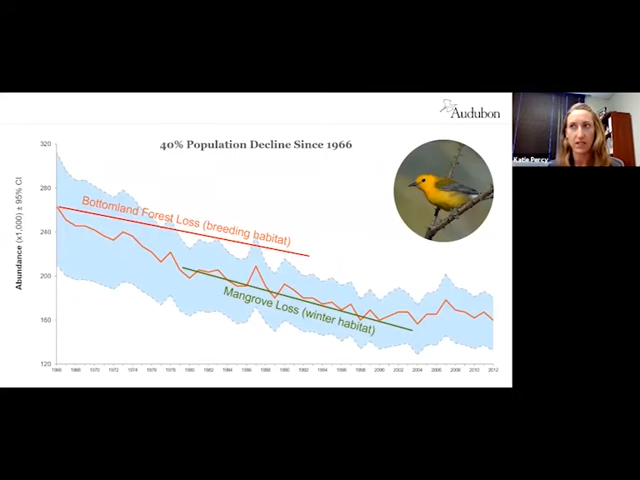 Audubon
40% Population Decline Since 1966
Katie Percy
320
280
240
200
160
120
Abundance (x1,000) ± 95% CI
Bottomland Forest Loss (breeding habitat)
Mangrove Loss (winter habitat)
1966 1968 1970 1972 1974 1976 1978 1980 1982 1984 1986 1988 1990 1992 1994 1996 1998 2000 2002 2004 2006 2008 2010 2012